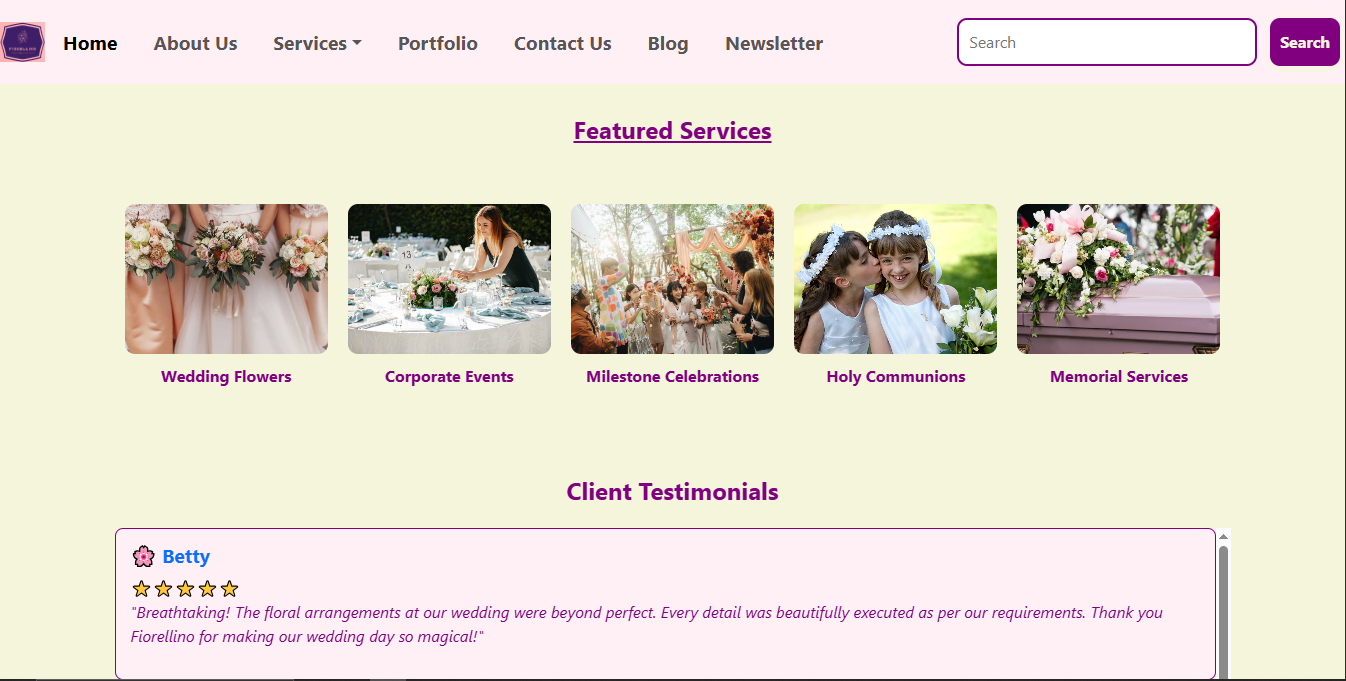 FIORELLINO
Home About Us Services Portfolio Contact Us Blog Newsletter Search Search
Featured Services
13
Wedding Flowers Corporate Events Milestone Celebrations Holy Communions Memorial Services
Client Testimonials
Betty
"Breathtaking! The floral arrangements at our wedding were beyond perfect. Every detail was beautifully executed as per our requirements. Thank you
Fiorellino for making our wedding day so magical!"